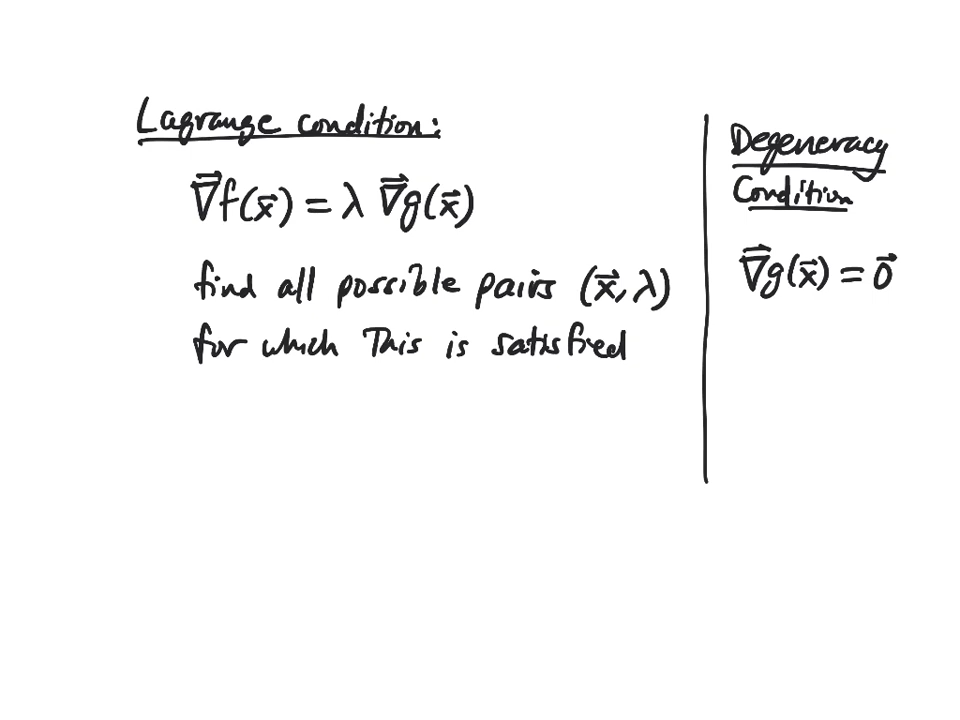 Lagrange condition:
∇⃗f(x⃗) = λ ∇⃗g(x⃗)
find all possible pairs (x⃗, λ)
for which This is satisfied
Degeneracy
Condition
∇⃗g(x⃗) = 0⃗